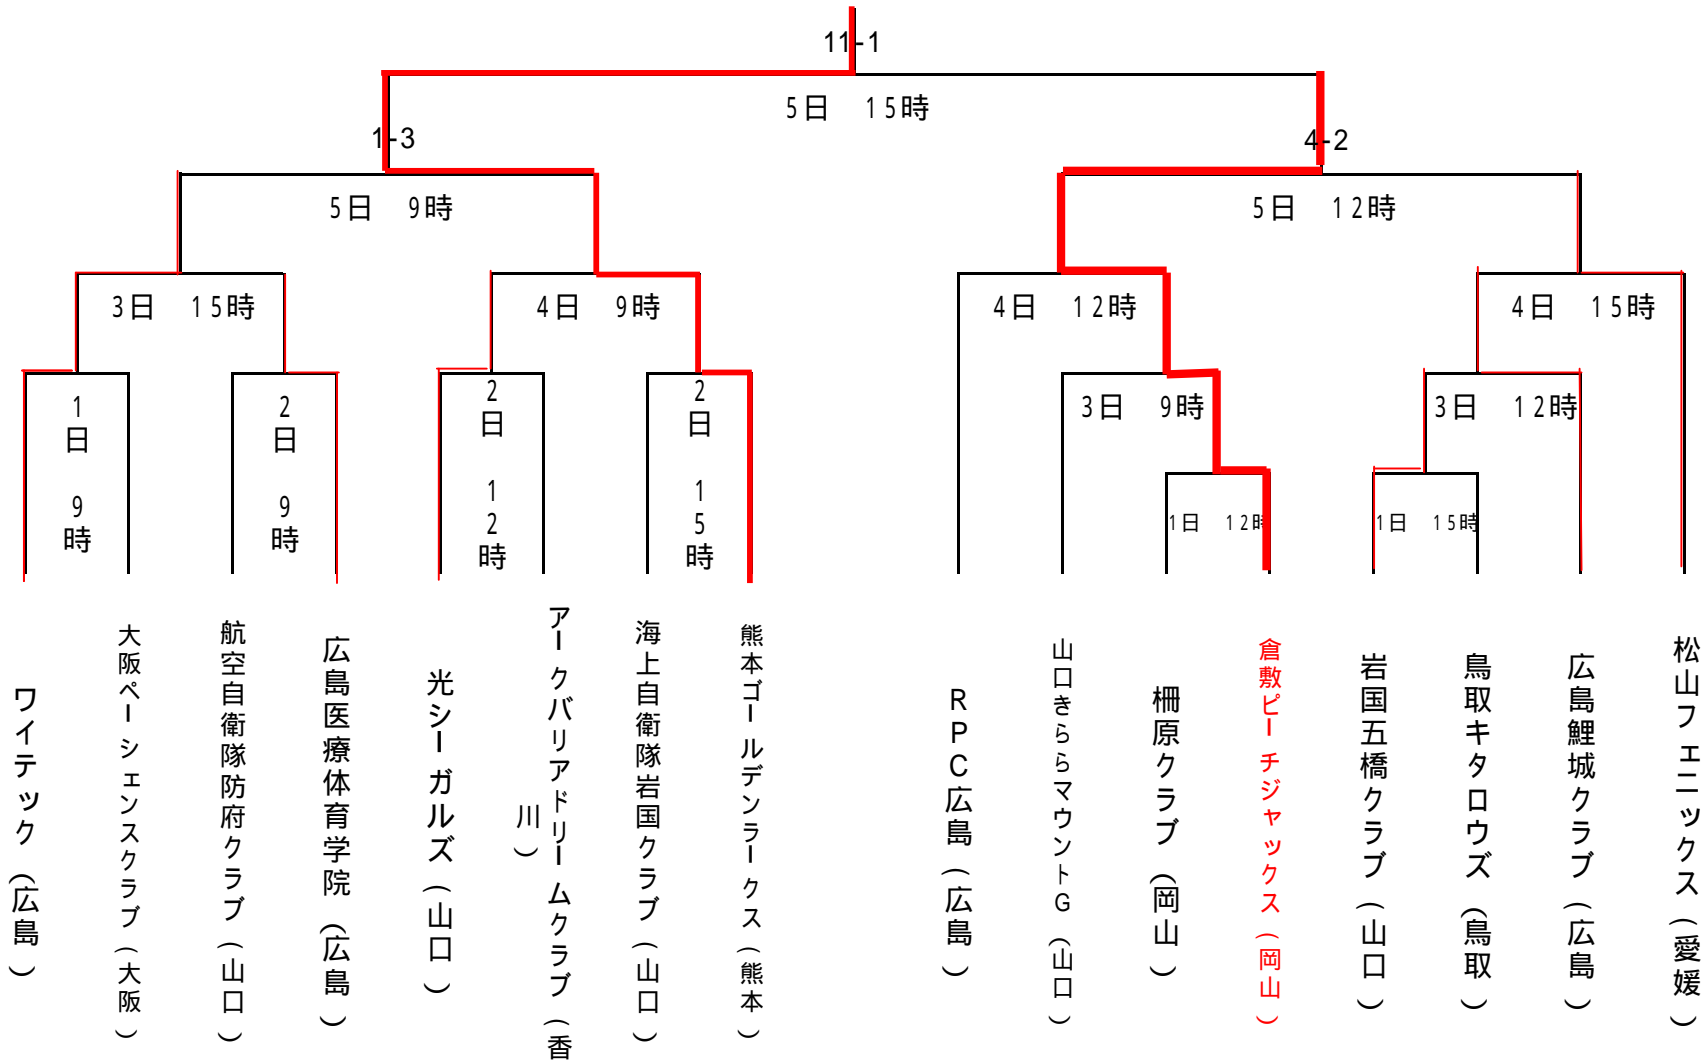 11-1
5日 15時
1-3
4-2
5日 9時
5日 12時
3日 15時
4日 9時
4日 12時
4日 15時
1日 9時
2日 9時
2日 12時
2日 15時
3日 9時
3日 12時
1日 12時
1日 15時
ワイテック(広島)
大阪ペーシェンスクラブ(大阪)
航空自衛隊防府クラブ(山口)
広島医療体育学院(広島)
光シーガルズ(山口)
アークバリアドリームクラブ(香
川)
海上自衛隊岩国クラブ(山口)
熊本ゴールデンラークス(熊本)
RPC広島(広島)
山口きららマウントG(山口)
柵原クラブ(岡山)
倉敷ピーチジャックス(岡山)
岩国五橋クラブ(山口)
鳥取キタロウズ(鳥取)
広島鯉城クラブ(広島)
松山フェニックス(愛媛)